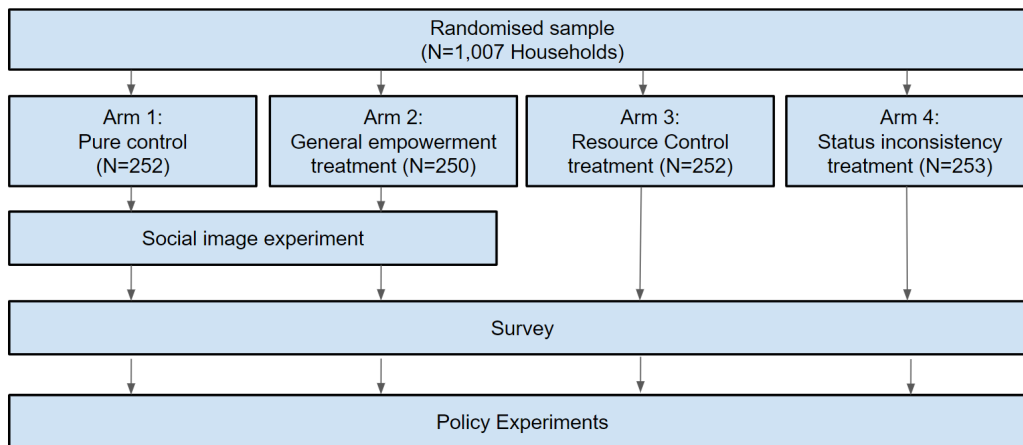 Randomised sample
(N=1,007 Households)
Arm 1:
Pure control
(N=252)
Arm 2:
General empowerment
treatment (N=250)
Arm 3:
Resource Control
treatment (N=252)
Arm 4:
Status inconsistency
treatment (N=253)
Social image experiment
Survey
Policy Experiments